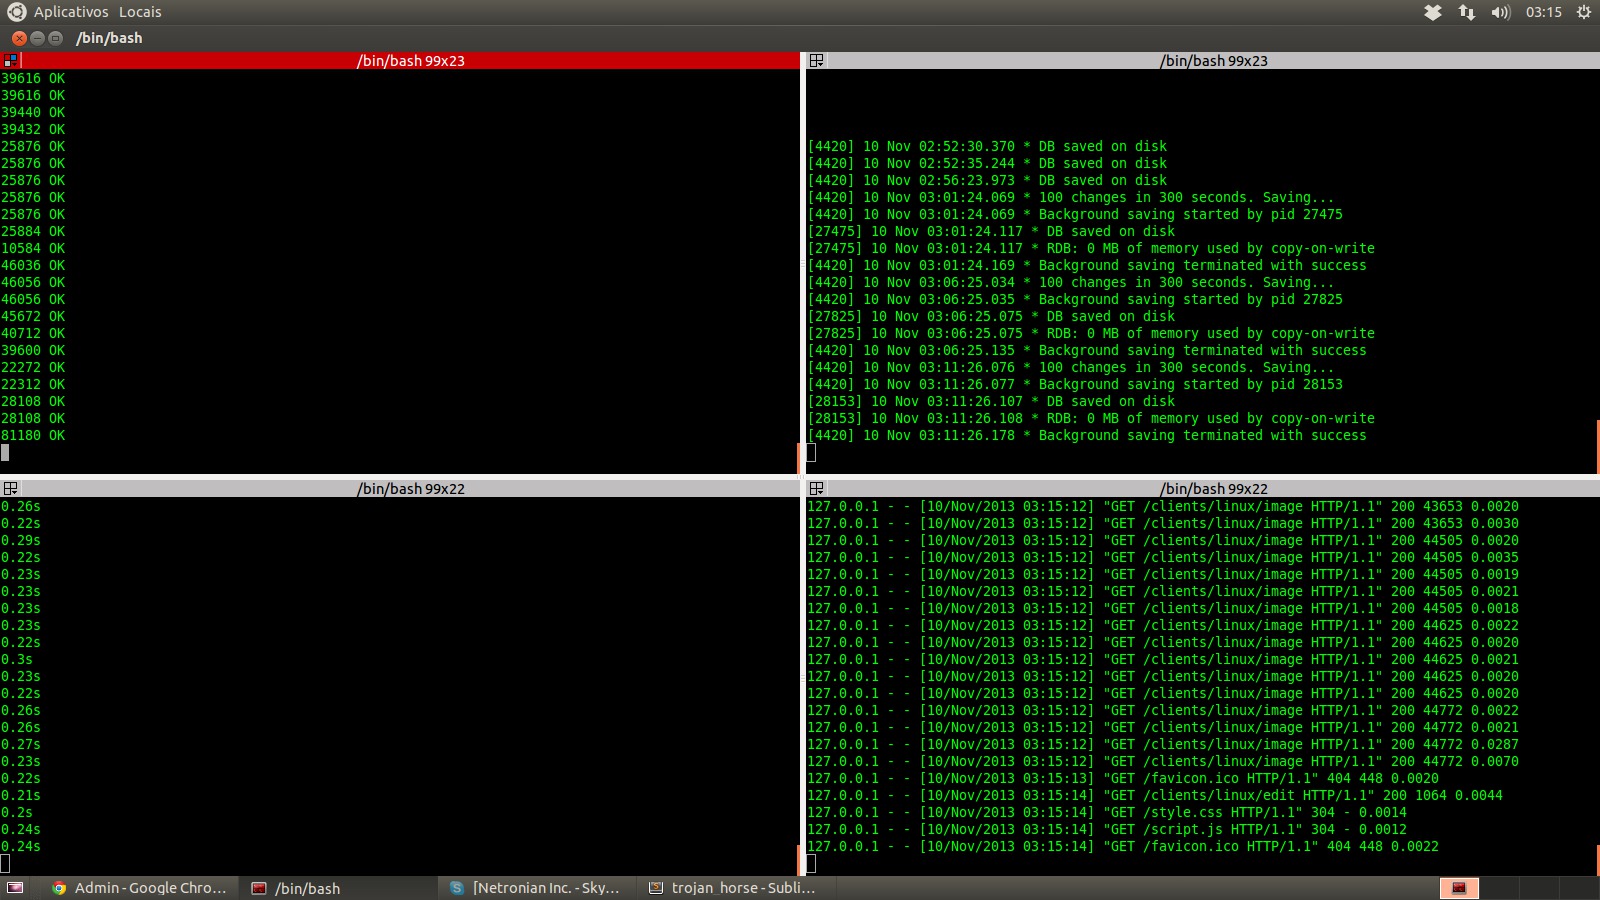 Aplicativos Locais
03:15
/bin/bash
/bin/bash 99x23
39616 OK
39616 OK
39440 OK
39432 OK
25876 OK
25876 OK
25876 OK
25876 OK
25876 OK
25884 OK
10584 OK
46036 OK
46056 OK
46056 OK
45672 OK
40712 OK
39600 OK
22272 OK
22312 OK
28108 OK
28108 OK
81180 OK
/bin/bash 99x23
[4420] 10 Nov 02:52:30.370 * DB saved on disk
[4420] 10 Nov 02:52:35.244 * DB saved on disk
[4420] 10 Nov 02:56:23.973 * DB saved on disk
[4420] 10 Nov 03:01:24.069 * 100 changes in 300 seconds. Saving...
[4420] 10 Nov 03:01:24.069 * Background saving started by pid 27475
[27475] 10 Nov 03:01:24.117 * DB saved on disk
[27475] 10 Nov 03:01:24.117 * RDB: 0 MB of memory used by copy-on-write
[4420] 10 Nov 03:01:24.169 * Background saving terminated with success
[4420] 10 Nov 03:06:25.034 * 100 changes in 300 seconds. Saving...
[4420] 10 Nov 03:06:25.035 * Background saving started by pid 27825
[27825] 10 Nov 03:06:25.075 * DB saved on disk
[27825] 10 Nov 03:06:25.075 * RDB: 0 MB of memory used by copy-on-write
[4420] 10 Nov 03:06:25.135 * Background saving terminated with success
[4420] 10 Nov 03:11:26.076 * 100 changes in 300 seconds. Saving...
[4420] 10 Nov 03:11:26.077 * Background saving started by pid 28153
[28153] 10 Nov 03:11:26.107 * DB saved on disk
[28153] 10 Nov 03:11:26.108 * RDB: 0 MB of memory used by copy-on-write
[4420] 10 Nov 03:11:26.178 * Background saving terminated with success
/bin/bash 99x22
0.26s
0.22s
0.29s
0.22s
0.23s
0.23s
0.23s
0.23s
0.22s
0.3s
0.23s
0.22s
0.26s
0.26s
0.27s
0.23s
0.22s
0.21s
0.2s
0.24s
0.24s
/bin/bash 99x22
127.0.0.1 - - [10/Nov/2013 03:15:12] "GET /clients/linux/image HTTP/1.1" 200 43653 0.0020
127.0.0.1 - - [10/Nov/2013 03:15:12] "GET /clients/linux/image HTTP/1.1" 200 43653 0.0030
127.0.0.1 - - [10/Nov/2013 03:15:12] "GET /clients/linux/image HTTP/1.1" 200 44505 0.0020
127.0.0.1 - - [10/Nov/2013 03:15:12] "GET /clients/linux/image HTTP/1.1" 200 44505 0.0035
127.0.0.1 - - [10/Nov/2013 03:15:12] "GET /clients/linux/image HTTP/1.1" 200 44505 0.0019
127.0.0.1 - - [10/Nov/2013 03:15:12] "GET /clients/linux/image HTTP/1.1" 200 44505 0.0021
127.0.0.1 - - [10/Nov/2013 03:15:12] "GET /clients/linux/image HTTP/1.1" 200 44505 0.0018
127.0.0.1 - - [10/Nov/2013 03:15:12] "GET /clients/linux/image HTTP/1.1" 200 44625 0.0022
127.0.0.1 - - [10/Nov/2013 03:15:12] "GET /clients/linux/image HTTP/1.1" 200 44625 0.0020
127.0.0.1 - - [10/Nov/2013 03:15:12] "GET /clients/linux/image HTTP/1.1" 200 44625 0.0021
127.0.0.1 - - [10/Nov/2013 03:15:12] "GET /clients/linux/image HTTP/1.1" 200 44625 0.0020
127.0.0.1 - - [10/Nov/2013 03:15:12] "GET /clients/linux/image HTTP/1.1" 200 44625 0.0020
127.0.0.1 - - [10/Nov/2013 03:15:12] "GET /clients/linux/image HTTP/1.1" 200 44772 0.0022
127.0.0.1 - - [10/Nov/2013 03:15:12] "GET /clients/linux/image HTTP/1.1" 200 44772 0.0021
127.0.0.1 - - [10/Nov/2013 03:15:12] "GET /clients/linux/image HTTP/1.1" 200 44772 0.0287
127.0.0.1 - - [10/Nov/2013 03:15:12] "GET /clients/linux/image HTTP/1.1" 200 44772 0.0070
127.0.0.1 - - [10/Nov/2013 03:15:13] "GET /favicon.ico HTTP/1.1" 404 448 0.0020
127.0.0.1 - - [10/Nov/2013 03:15:14] "GET /clients/linux/edit HTTP/1.1" 200 1064 0.0044
127.0.0.1 - - [10/Nov/2013 03:15:14] "GET /style.css HTTP/1.1" 304 - 0.0014
127.0.0.1 - - [10/Nov/2013 03:15:14] "GET /script.js HTTP/1.1" 304 - 0.0012
127.0.0.1 - - [10/Nov/2013 03:15:14] "GET /favicon.ico HTTP/1.1" 404 448 0.0022
Admin - Google Chro... /bin/bash [Netronian Inc. - Sky... trojan_horse - Subli...